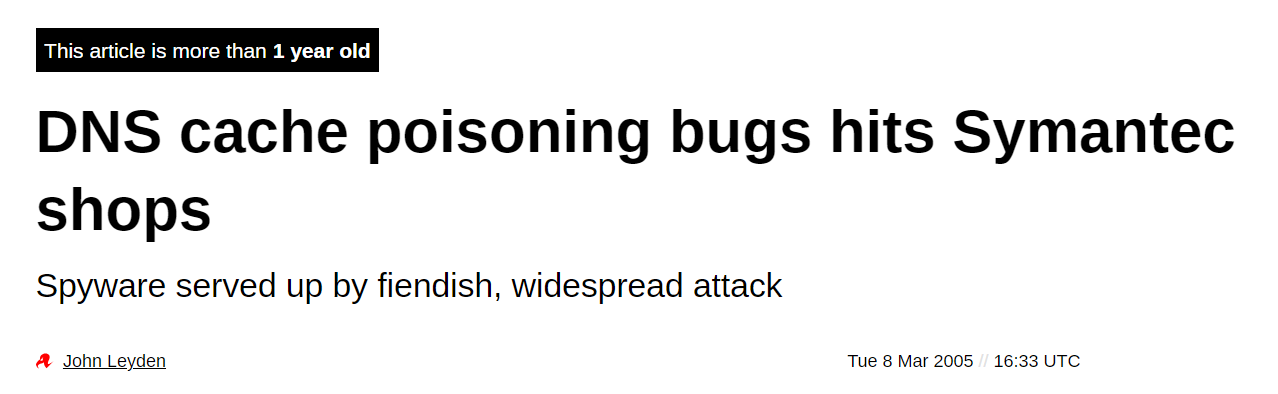 This article is more than 1 year old
DNS cache poisoning bugs hits Symantec
shops
Spyware served up by fiendish, widespread attack
John Leyden Tue 8 Mar 2005 // 16:33 UTC